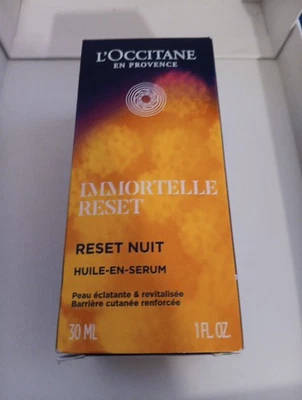 L'OCCITANE
EN PROVENCE
IMMORTELLE
RESET
RESET NUIT
HUILE-EN-SERUM
Peau éclatante & revitalisée
Barrière cutanée renforcée
30 ML 1 FL.OZ.